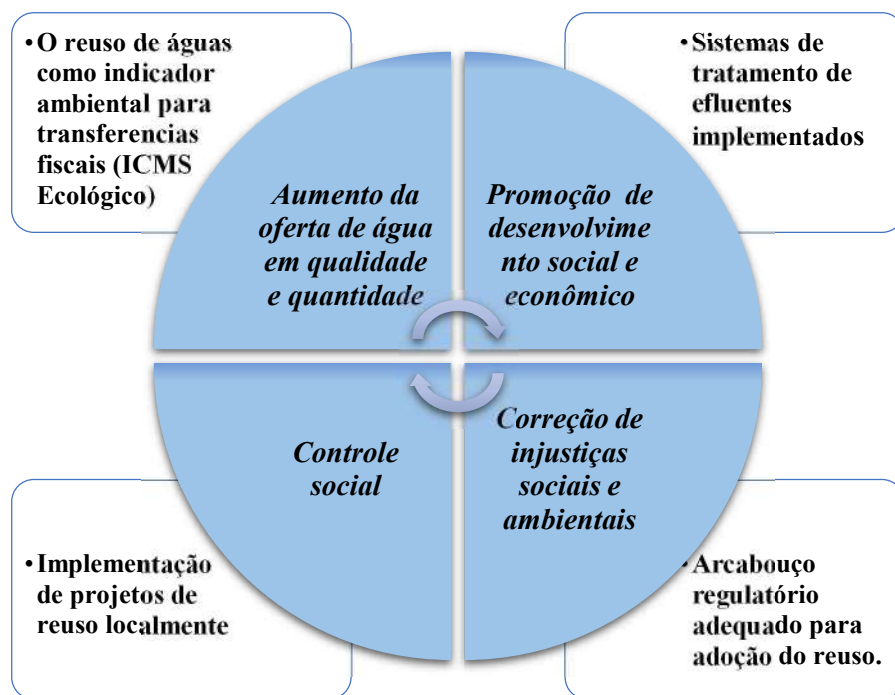 •O reuso de águas
como indicador
ambiental para
transferencias
fiscais (ICMS
Ecológico)
•Sistemas de
tratamento de
efluentes
implementados
Aumento da
oferta de água
em qualidade
e quantidade
Promoção de
desenvolvime
nto social e
econômico
Controle
social
Correção de
injustiças
sociais e
ambientais
•Implementação
de projetos de
reuso localmente
•Arcabouço
regulatório
adequado para
adoção do reuso.